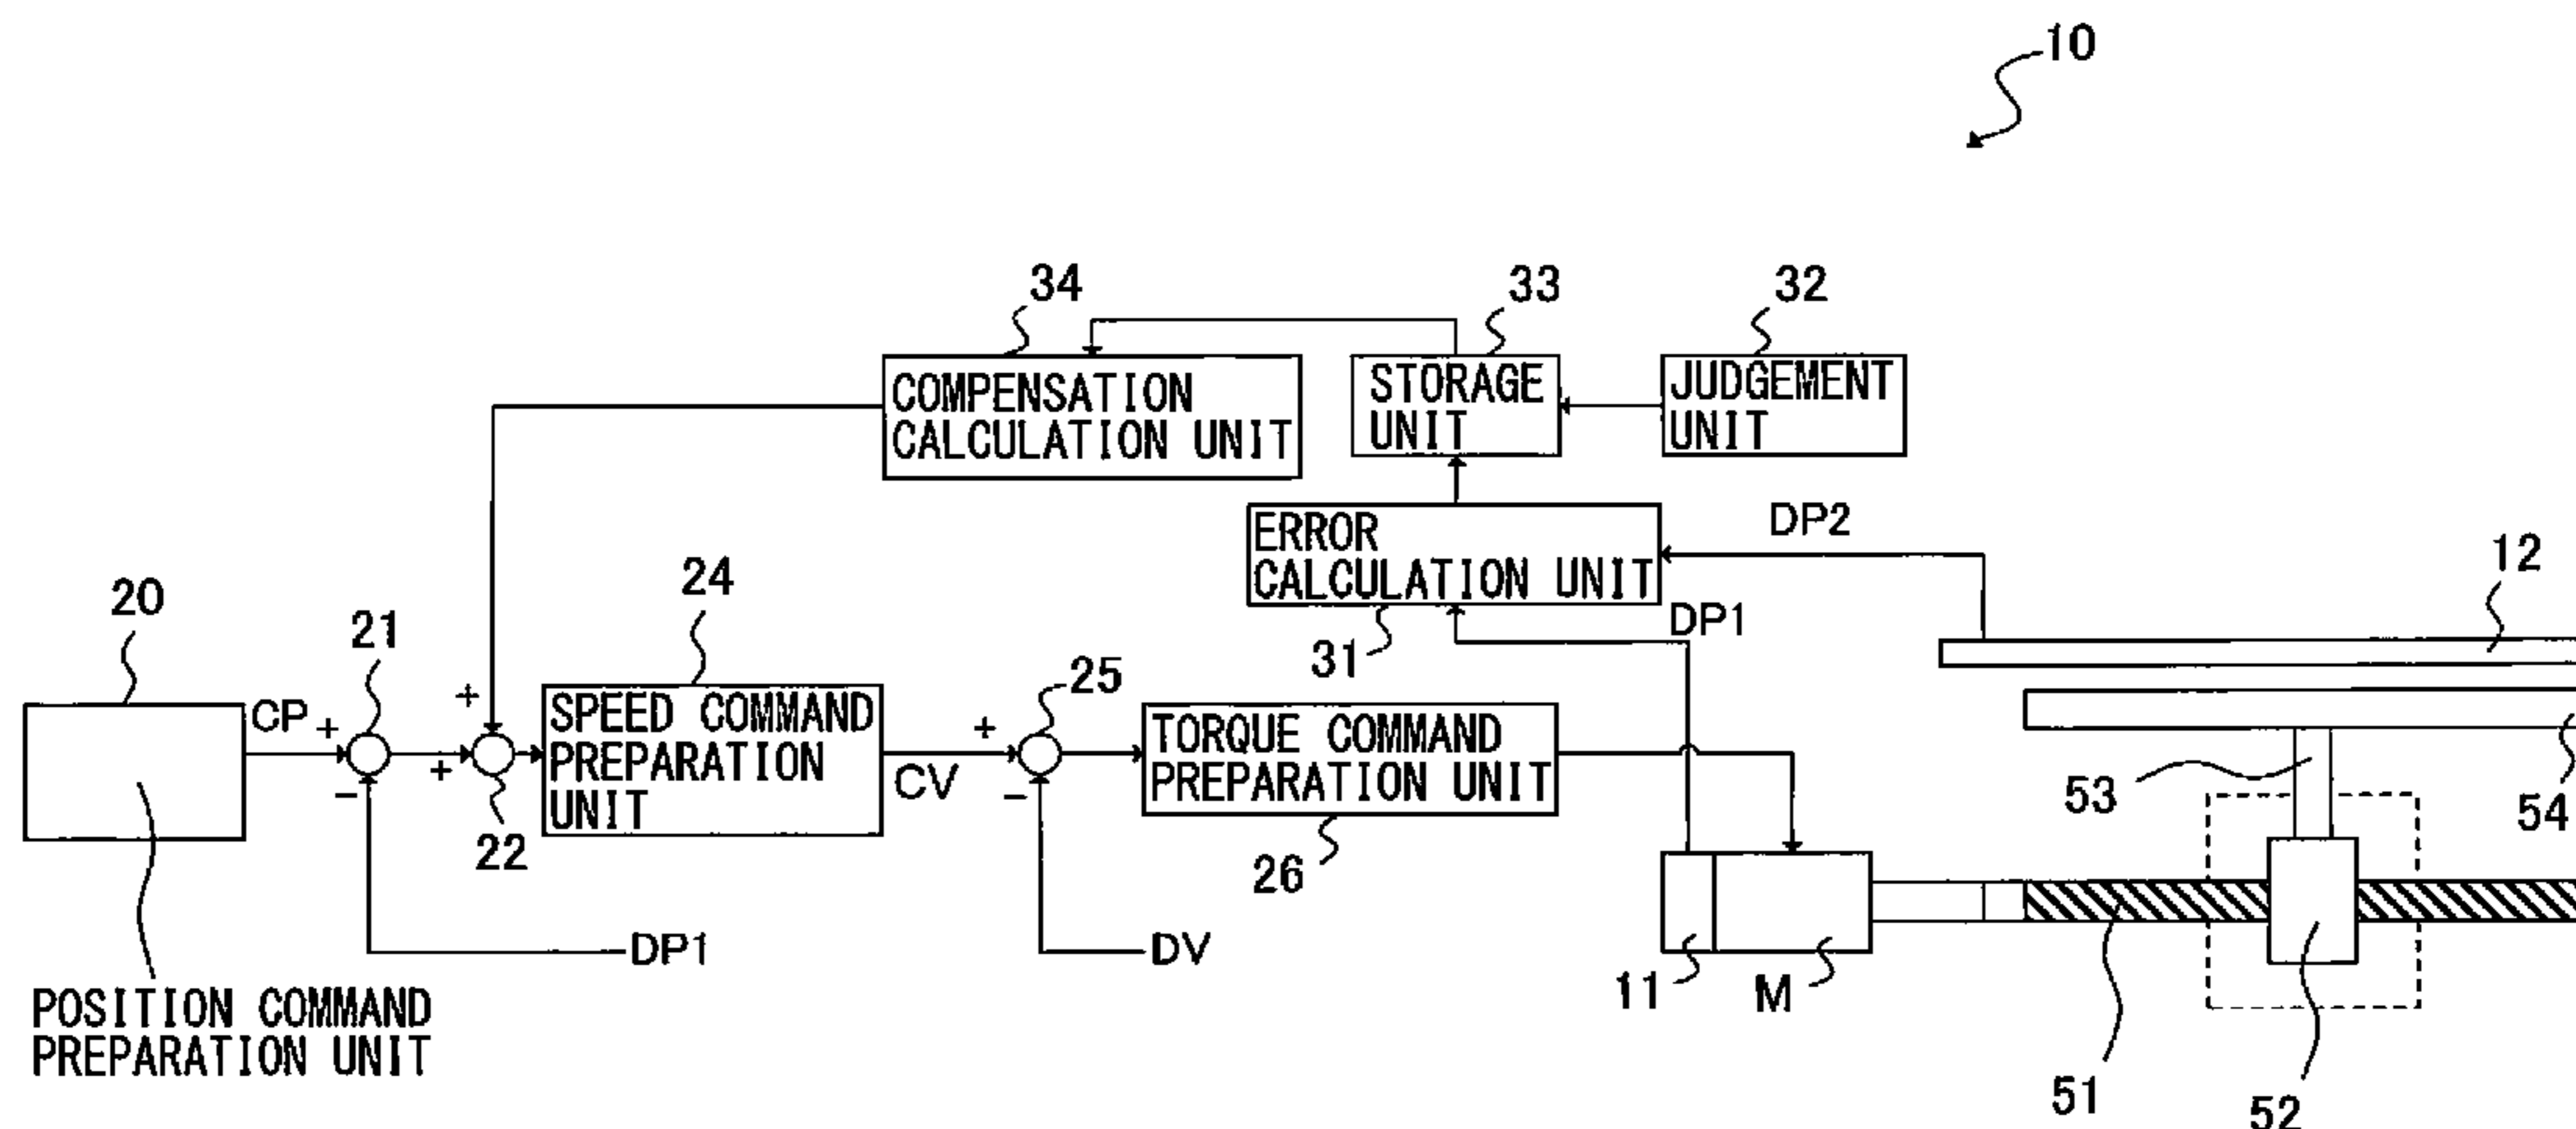 10
34
33
32
COMPENSATION
CALCULATION UNIT
STORAGE
UNIT
JUDGEMENT
UNIT
ERROR
CALCULATION UNIT
DP2
12
31
DP1
20
21
24
25
CP
+
-
+
+
22
SPEED COMMAND
PREPARATION
UNIT
CV
+
-
TORQUE COMMAND
PREPARATION UNIT
26
53
54
DP1
DV
11
M
51
52
POSITION COMMAND
PREPARATION UNIT